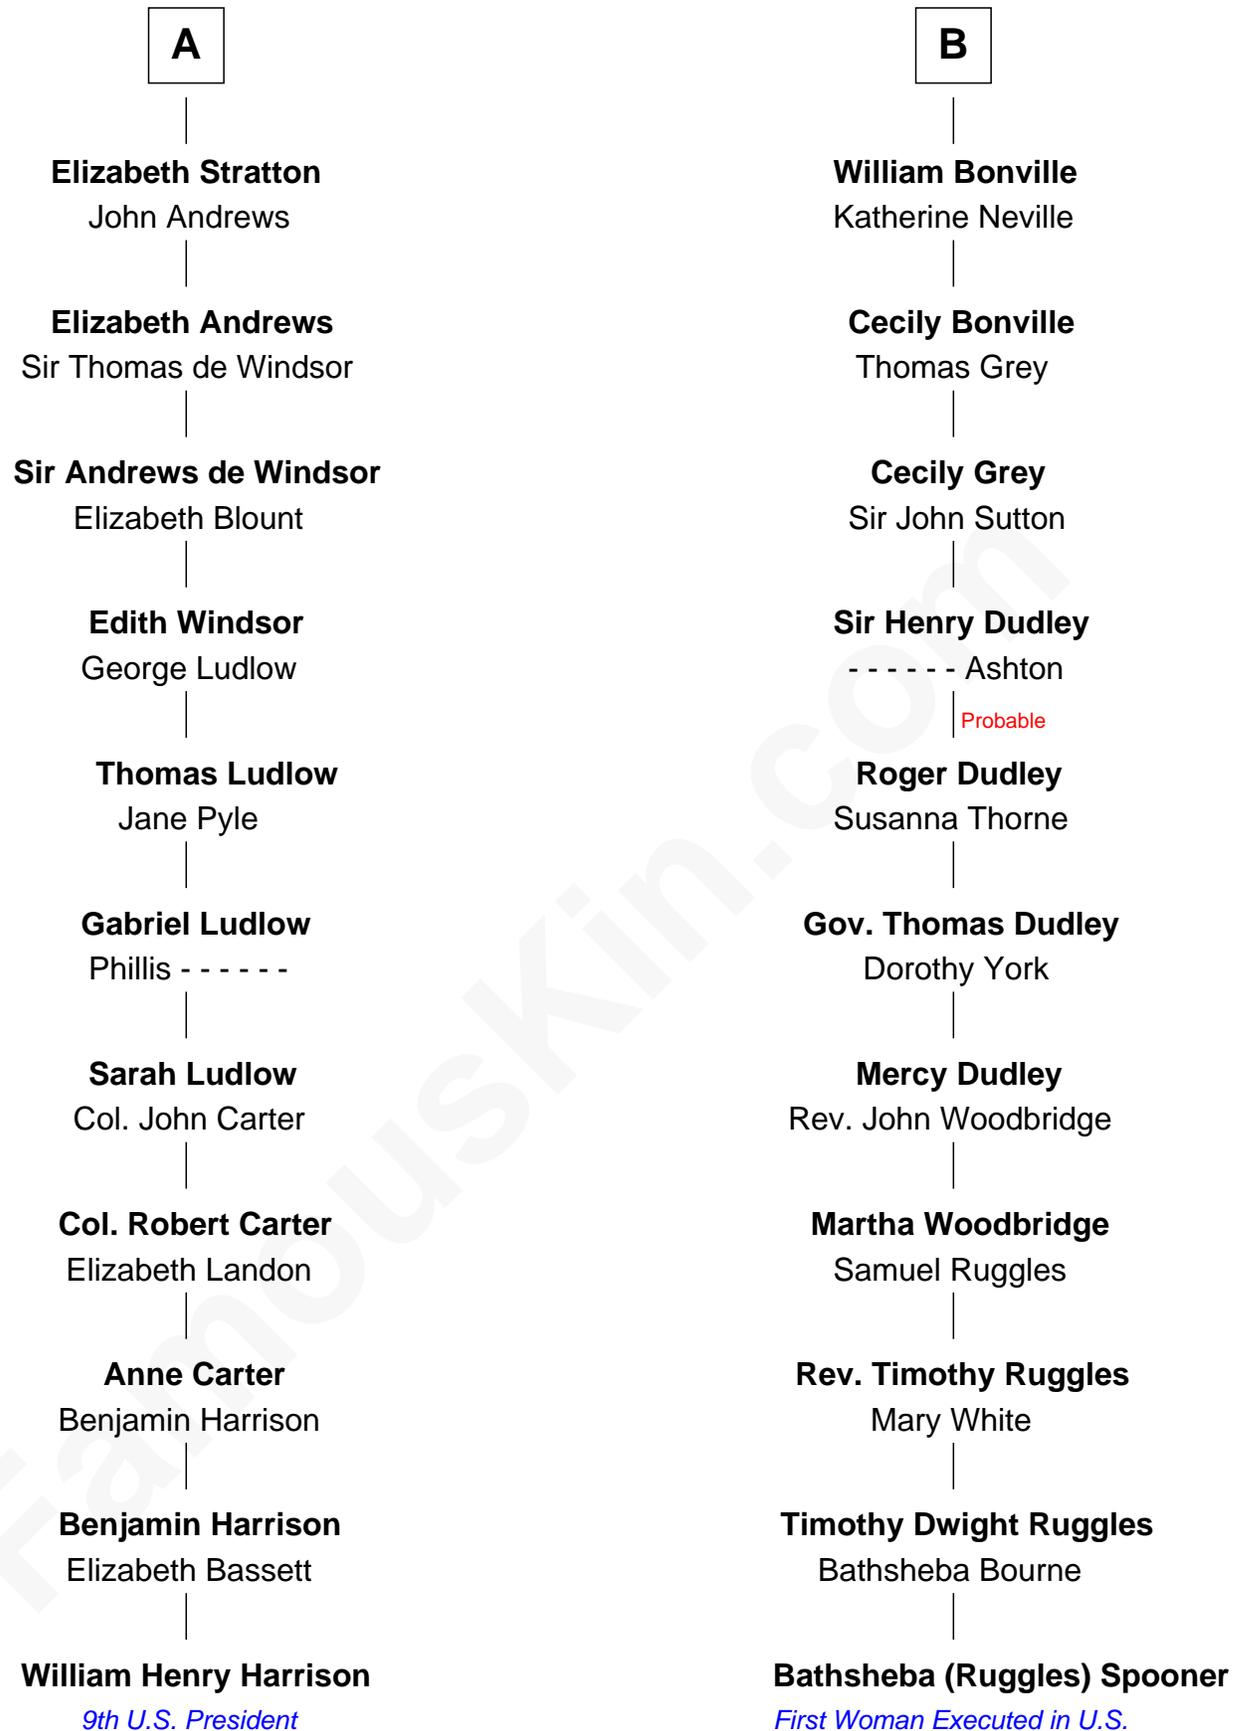 A
Elizabeth Stratton
John Andrews
Elizabeth Andrews
Sir Thomas de Windsor
Sir Andrews de Windsor
Elizabeth Blount
Edith Windsor
George Ludlow
Thomas Ludlow
Jane Pyle
Gabriel Ludlow
Phillis - - - - - -
Sarah Ludlow
Col. John Carter
Col. Robert Carter
Elizabeth Landon
Anne Carter
Benjamin Harrison
Benjamin Harrison
Elizabeth Bassett
William Henry Harrison
9th U.S. President
B
William Bonville
Katherine Neville
Cecily Bonville
Thomas Grey
Cecily Grey
Sir John Sutton
Sir Henry Dudley
- - - - - - Ashton
Probable
Roger Dudley
Susanna Thorne
Gov. Thomas Dudley
Dorothy York
Mercy Dudley
Rev. John Woodbridge
Martha Woodbridge
Samuel Ruggles
Rev. Timothy Ruggles
Mary White
Timothy Dwight Ruggles
Bathsheba Bourne
Bathsheba (Ruggles) Spooner
First Woman Executed in U.S.
FamousKin.com